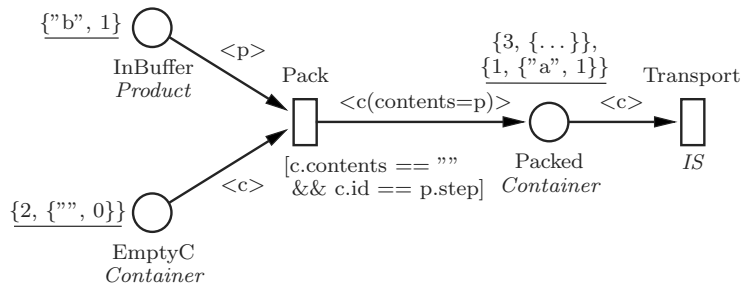 {"b", 1}
<p>
InBuffer
Product
Pack
{3, {...}},
{1, {"a", 1}}
Transport
<c(contents=p)>
<c>
[c.contents == ""
&& c.id == p.step]
Packed
Container
IS
<c>
{2, {"", 0}}
EmptyC
Container